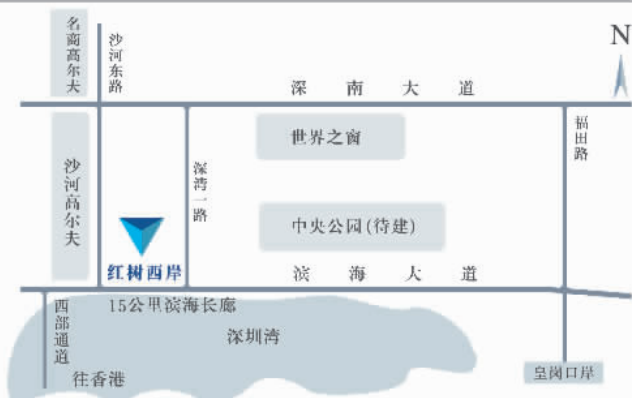 名商高尔夫
沙河东路
N
深南大道
世界之窗
福田路
沙河高尔夫
深湾一路
中央公园(待建)
红树西岸
滨海大道
西部通道
15公里滨海长廊
深圳湾
往香港
皇岗口岸